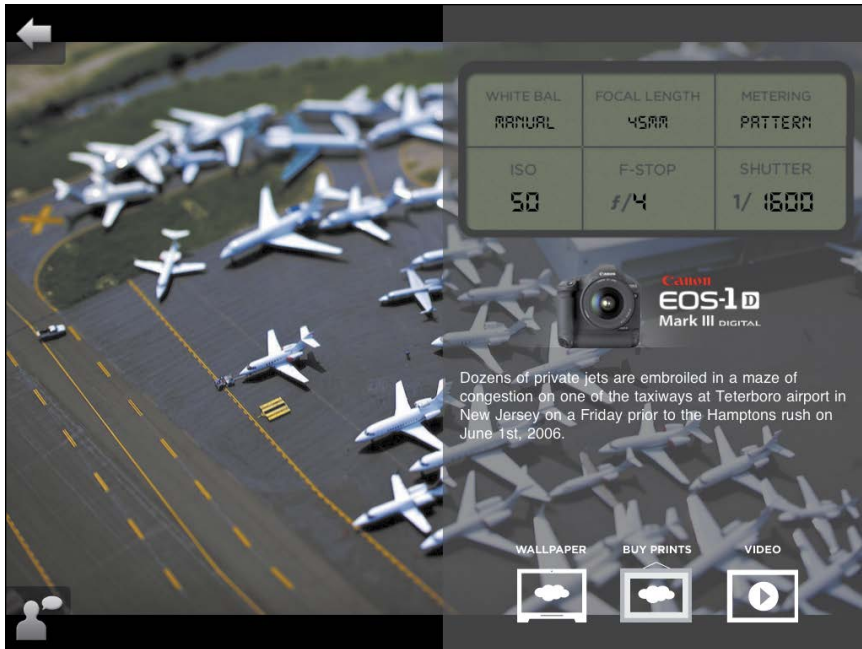 WHITE BAL FOCAL LENGTH METERING
MANUAL 45MM PATTERN
ISO F-STOP SHUTTER
50 f/4 1/ 1600
Canon
EOS-1D
Mark III DIGITAL
Dozens of private jets are embroiled in a maze of
congestion on one of the taxiways at Teterboro airport in
New Jersey on a Friday prior to the Hamptons rush on
June 1st, 2006.
WALLPAPER BUY PRINTS VIDEO